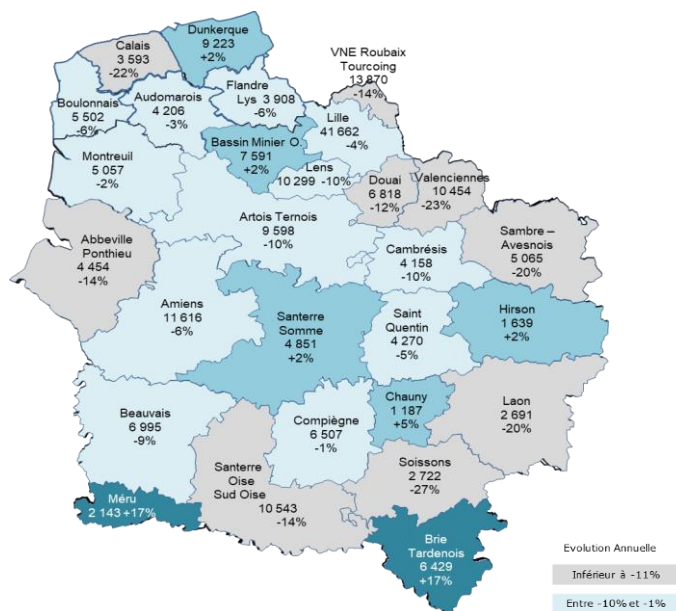 Dunkerque
9 223
+2%
Calais
3 593
-22%
VNE Roubaix
Tourcoing
13 870
-14%
Boulonnais
5 502
-6%
Audomarois
4 206
-3%
Flandre
Lys 3 908
-6%
Lille
41 662
-4%
Montreuil
5 057
-2%
Bassin Minier O.
7 591
+2%
Lens
10 299 -10%
Douai
6 818
-12%
Valenciennes
10 454
-23%
Abbeville
Ponthieu
4 454
-14%
Artois Ternois
9 598
-10%
Cambrésis
4 158
-10%
Sambre –
Avesnois
5 065
-20%
Amiens
11 616
-6%
Santerre
Somme
4 851
+2%
Saint
Quentin
4 270
-5%
Hirson
1 639
+2%
Beauvais
6 995
-9%
Compiègne
6 507
-1%
Chauny
1 187
+5%
Laon
2 691
-20%
Méru
2 143 +17%
Santerre
Oise
Sud Oise
10 543
-14%
Soissons
2 722
-27%
Brie
Tardenois
6 429
+17%
Evolution Annuelle
Inférieur à -11%
Entre -10% et -1%